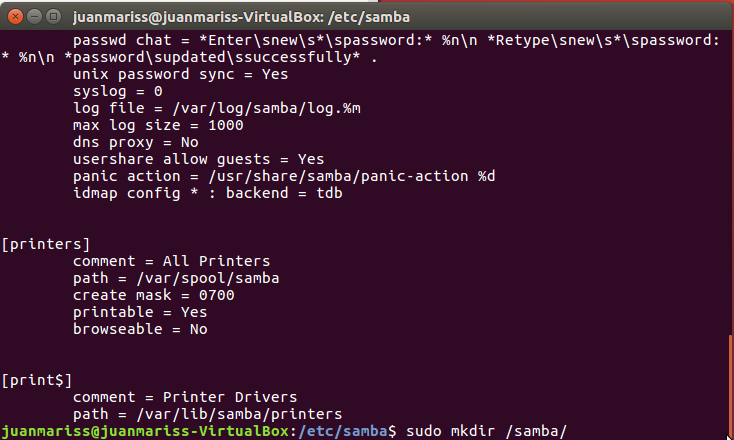 juanmariss@juanmariss-VirtualBox: /etc/samba
passwd chat = *Enter\snew\s*\spassword:* %n\n *Retype\snew\s*\spassword:
* %n\n *password\supdated\ssuccessfully* .
unix password sync = Yes
syslog = 0
log file = /var/log/samba/log.%m
max log size = 1000
dns proxy = No
usershare allow guests = Yes
panic action = /usr/share/samba/panic-action %d
idmap config * : backend = tdb
[printers]
comment = All Printers
path = /var/spool/samba
create mask = 0700
printable = Yes
browseable = No
[print$]
comment = Printer Drivers
path = /var/lib/samba/printers
juanmariss@juanmariss-VirtualBox:/etc/samba$ sudo mkdir /samba/